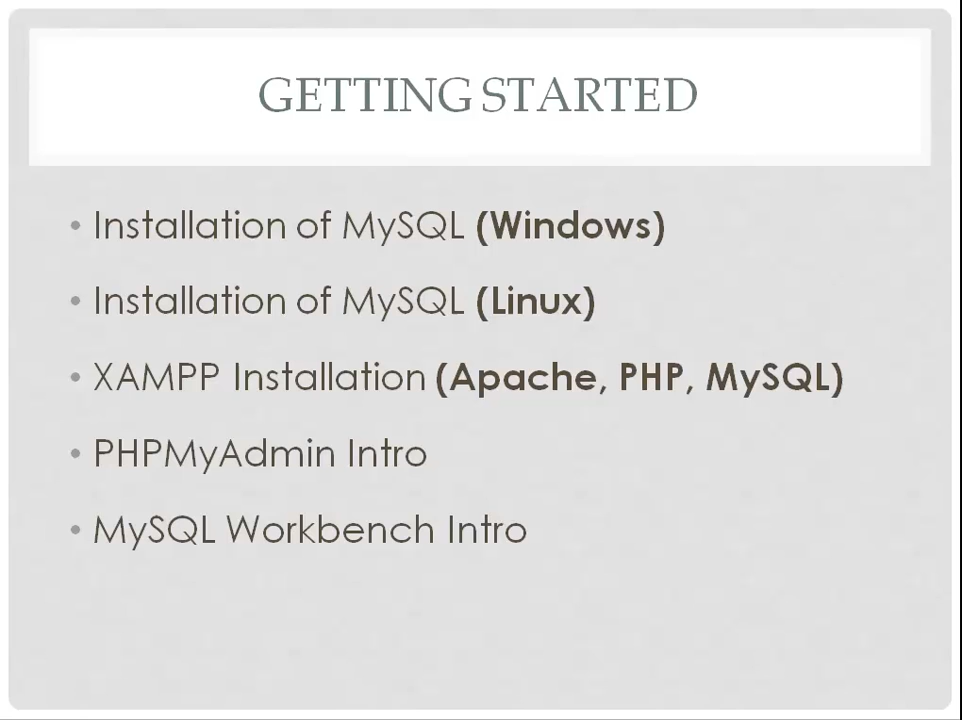 GETTING STARTED
• Installation of MySQL (Windows)
• Installation of MySQL (Linux)
• XAMPP Installation (Apache, PHP, MySQL)
• PHPMyAdmin Intro
• MySQL Workbench Intro